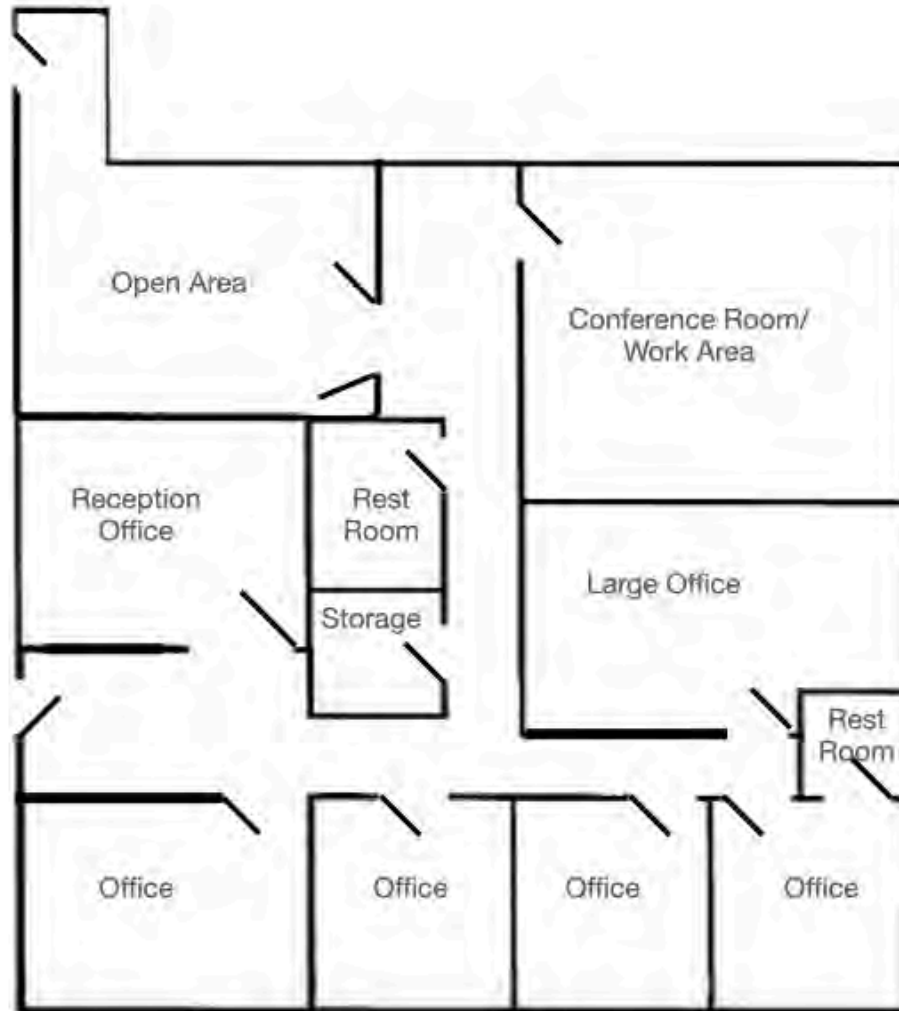 Open Area
Conference Room/
Work Area
Reception
Office
Rest
Room
Large Office
Storage
Rest
Room
Office
Office
Office
Office